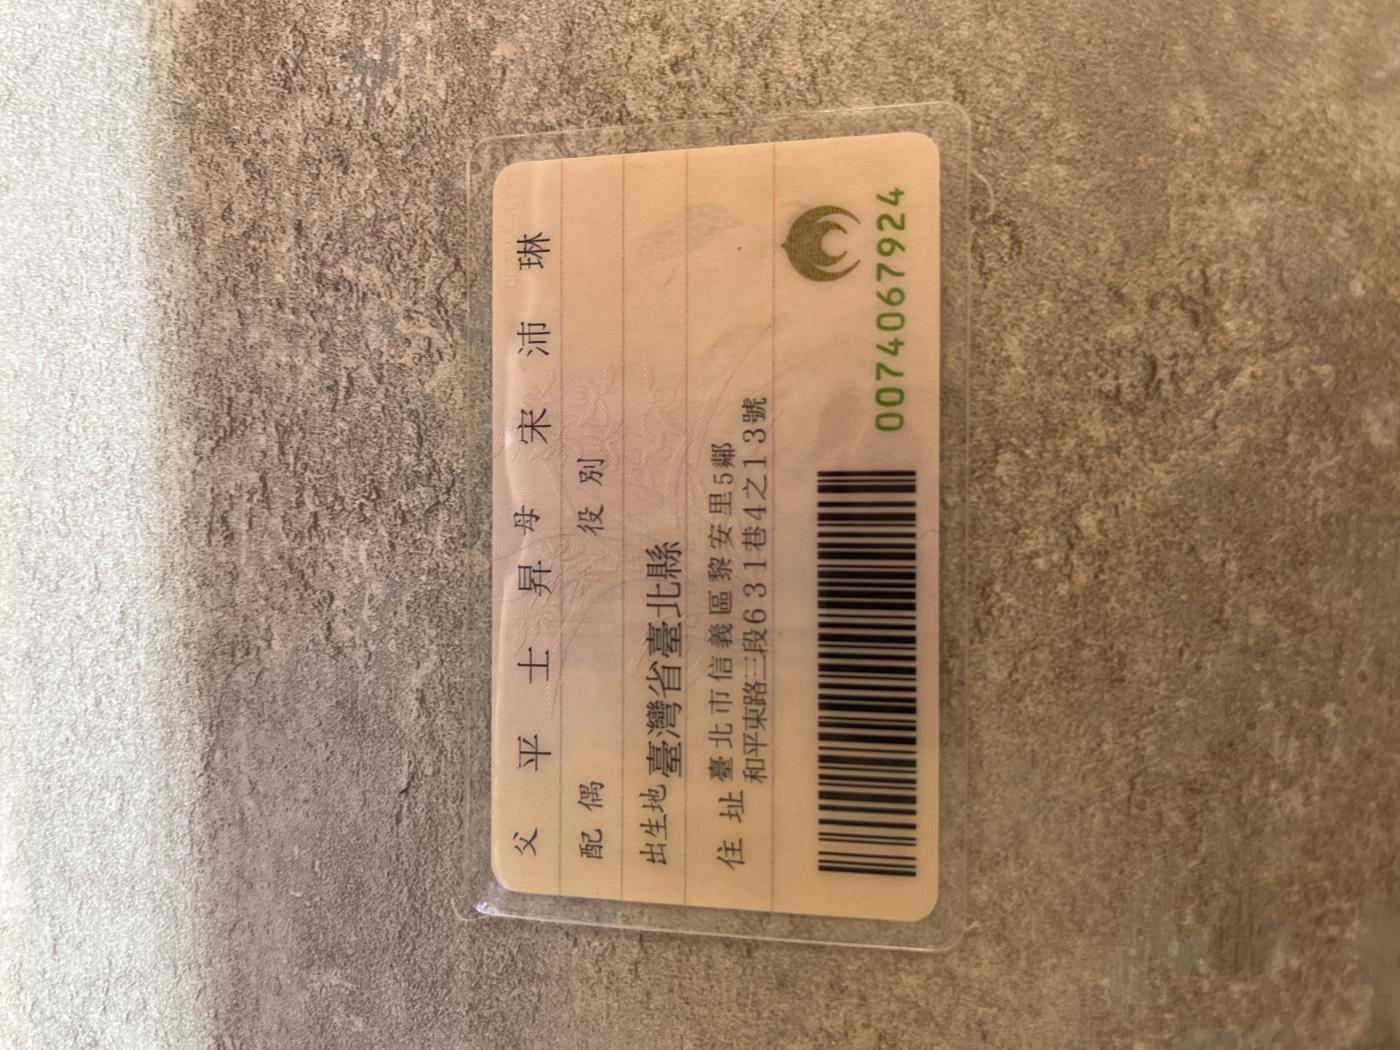 父 平士昇 母 宋沛琳
配偶 役別
出生地 臺灣省臺北縣
住址 臺北市信義區黎安里5鄰
和平東路三段631巷4之13號
0074067924